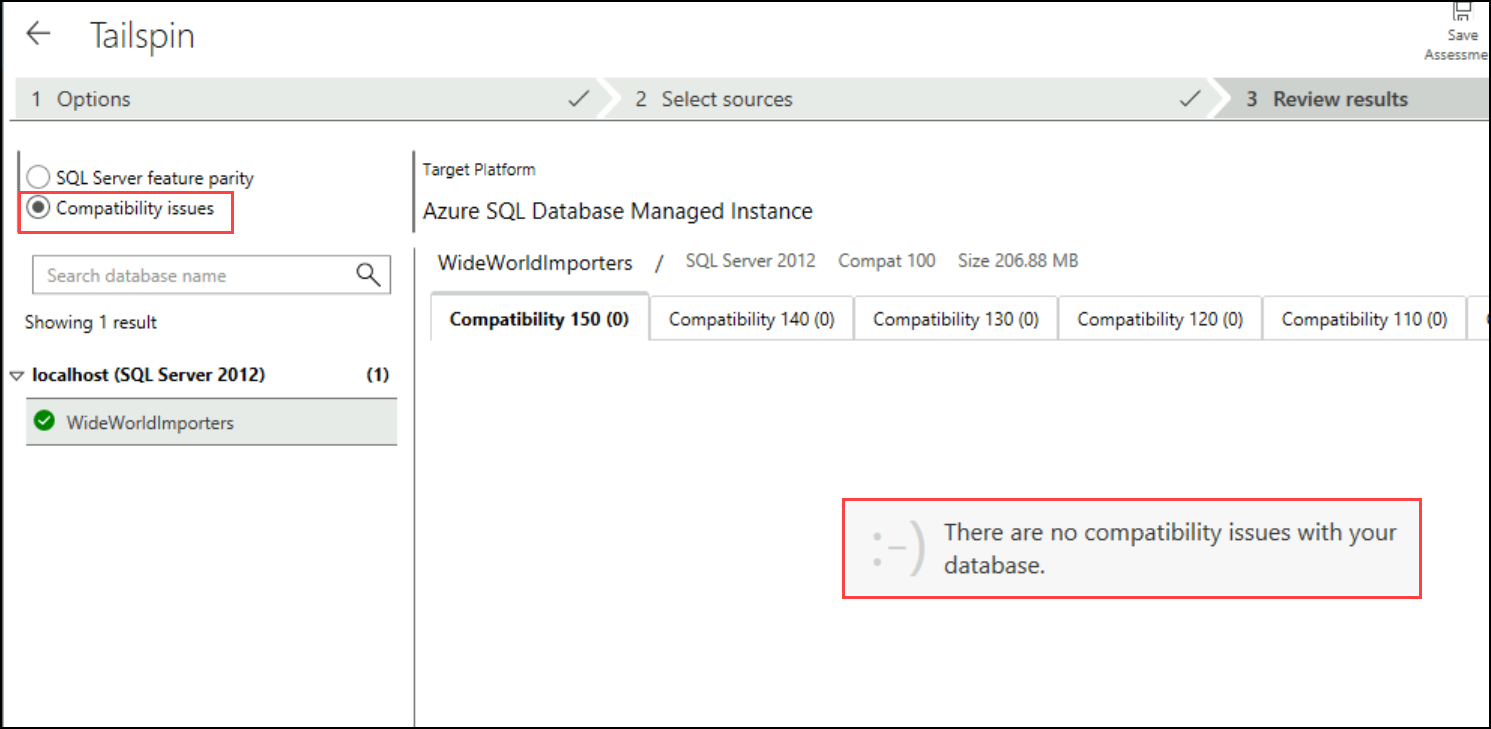 Tailspin
Save
Assessme
1 Options
2 Select sources
3 Review results
SQL Server feature parity
Compatibility issues
Search database name
Showing 1 result
localhost (SQL Server 2012) (1)
WideWorldImporters
Target Platform
Azure SQL Database Managed Instance
WideWorldImporters / SQL Server 2012 Compat 100 Size 206.88 MB
Compatibility 150 (0) Compatibility 140 (0) Compatibility 130 (0) Compatibility 120 (0) Compatibility 110 (0)
:-) There are no compatibility issues with your
database.